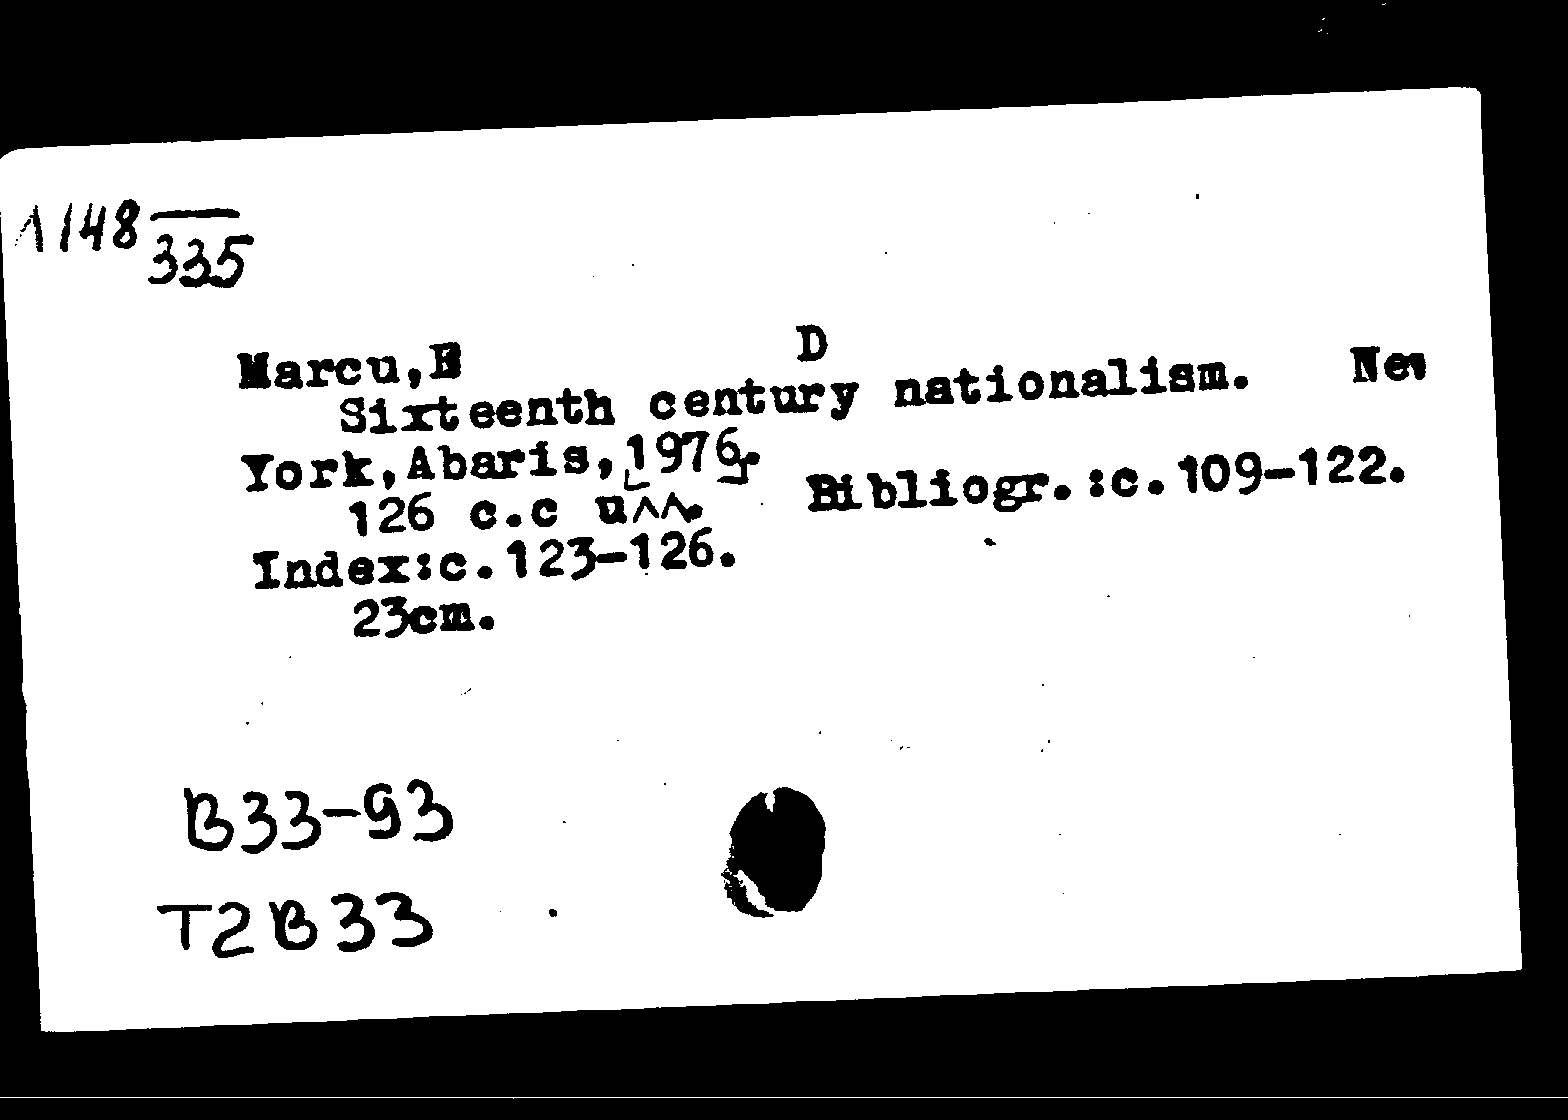 Λ148
335
Marcu,E D
Sixteenth century nationalism. New
York,Abaris,[1976].
126 c.c Bibliogr.:c.109-122.
Index:c.123-126.
23cm.
B33-93
T2B33